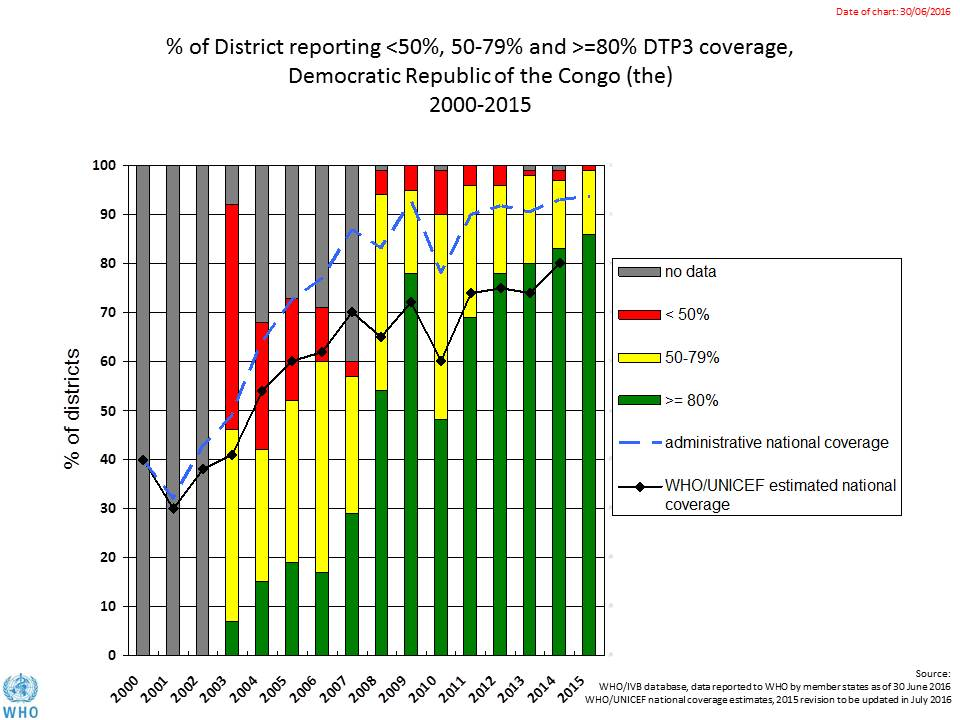 Date of chart: 30/06/2016
% of District reporting <50%, 50-79% and >=80% DTP3 coverage,
Democratic Republic of the Congo (the)
2000-2015
% of districts
100
90
80
70
60
50
40
30
20
10
0
2000 2001 2002 2003 2004 2005 2006 2007 2008 2009 2010 2011 2012 2013 2014 2015
no data
< 50%
50-79%
>= 80%
administrative national coverage
WHO/UNICEF estimated national
coverage
WHO
Source:
WHO/IVB database, data reported to WHO by member states as of 30 June 2016
WHO/UNICEF national coverage estimates, 2015 revision to be updated in July 2016